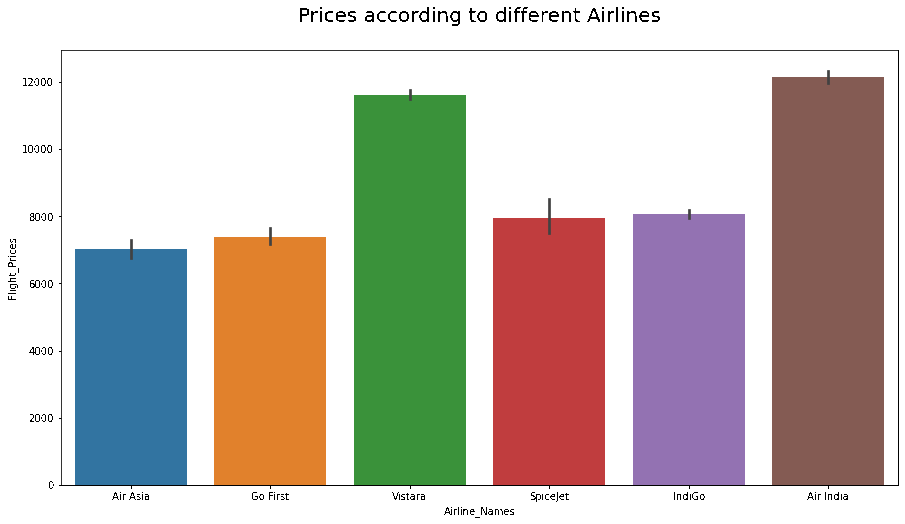 Prices according to different Airlines
12000
10000
8000
6000
4000
2000
0
Flight_Prices
Air Asia
Go First
Vistara
SpiceJet
IndiGo
Air India
Airline_Names